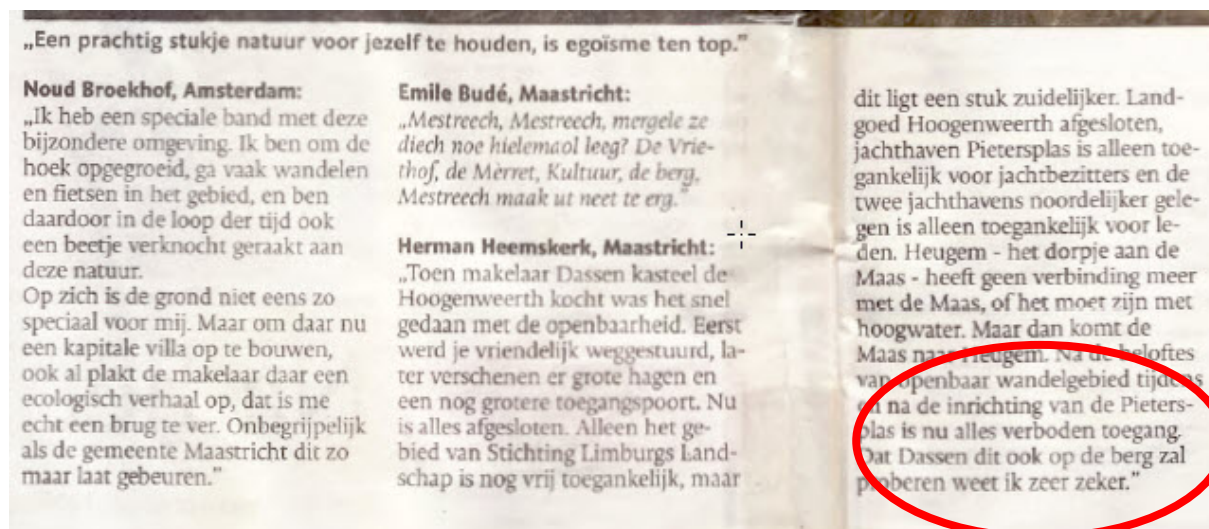 „Een prachtig stukje natuur voor jezelf te houden, is egoïsme ten top.”
Noud Broekhof, Amsterdam:
„Ik heb een speciale band met deze
bijzondere omgeving. Ik ben om de
hoek opgegroeid, ga vaak wandelen
en fietsen in het gebied, en ben
daardoor in de loop der tijd ook
een beetje verknocht geraakt aan
deze natuur.
Op zich is de grond niet eens zo
speciaal voor mij. Maar om daar nu
een kapitale villa op te bouwen,
ook al plakt de makelaar daar een
ecologisch verhaal op, dat is me
echt een brug te ver. Onbegrijpelijk
als de gemeente Maastricht dit zo
maar laat gebeuren.”
Emile Budé, Maastricht:
„Mestreech, Mestreech, mergele ze
diech noe hielemaol leeg? De Vrie-
thof, de Mèrret, Kultuur, de berg,
Mestreech maak ut neet te erg.”
Herman Heemskerk, Maastricht:
„Toen makelaar Dassen kasteel de
Hoogenweerth kocht was het snel
gedaan met de openbaarheid. Eerst
werd je vriendelijk weggestuurd, la-
ter verschenen er grote hagen en
een nog grotere toegangspoort. Nu
is alles afgesloten. Alleen het ge-
bied van Stichting Limburgs Land-
schap is nog vrij toegankelijk, maar
dit ligt een stuk zuidelijker. Land-
goed Hoogenweerth afgesloten,
jachthaven Pietersplas is alleen toe-
gankelijk voor jachtbezitters en de
twee jachthavens noordelijker gele-
gen is alleen toegankelijk voor le-
den. Heugem - het dorpje aan de
Maas - heeft geen verbinding meer
met de Maas, of het moet zijn met
hoogwater. Maar dan komt de
Maas naar Heugem. Na de beloftes
van openbaar wandelgebied tijdens
en na de inrichting van de Pieters-
plas is nu alles verboden toegang.
Dat Dassen dit ook op de berg zal
proberen weet ik zeer zeker.”